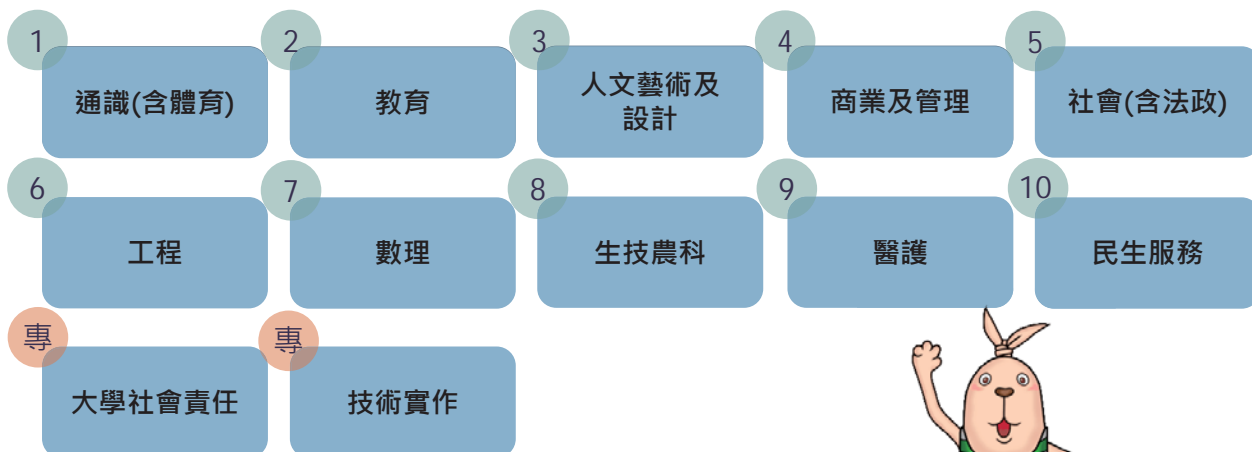 1
通識(含體育)
2
教育
3
人文藝術及
設計
4
商業及管理
5
社會(含法政)
6
工程
7
數理
8
生技農科
9
醫護
10
民生服務
專
大學社會責任
專
技術實作